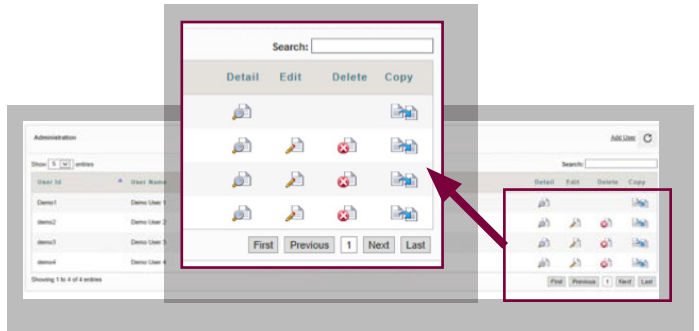 Search:
Detail Edit Delete Copy
First Previous 1 Next Last
Administration
Add User
Show 5 entries
Search:
User Id User Name
Detail Edit Delete Copy
Demo1 Demo User 1
demo2 Demo User 2
demo3 Demo User 3
demo4 Demo User 4
Showing 1 to 4 of 4 entries
First Previous 1 Next Last